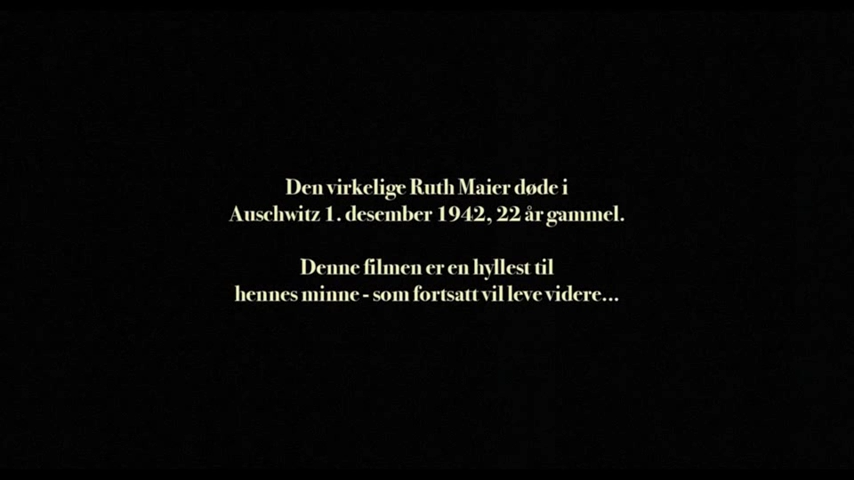 Den virkelige Ruth Maier døde i
Auschwitz 1. desember 1942, 22 år gammel.
Denne filmen er en hyllest til
hennes minne - som fortsatt vil leve videre...